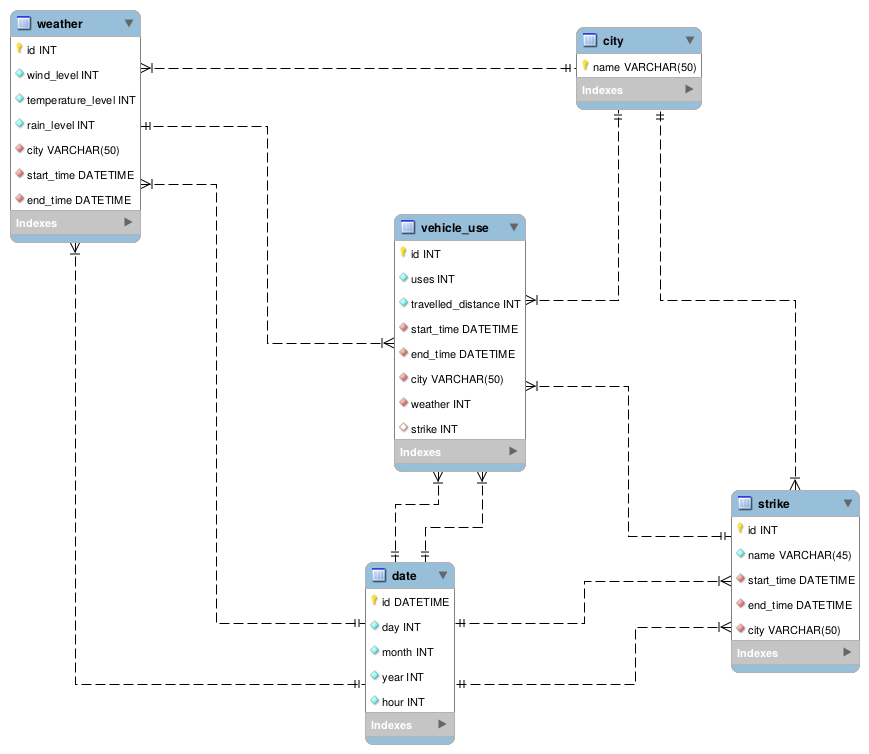 weather
id INT
wind_level INT
temperature_level INT
rain_level INT
city VARCHAR(50)
start_time DATETIME
end_time DATETIME
Indexes
city
name VARCHAR(50)
Indexes
vehicle_use
id INT
uses INT
travelled_distance INT
start_time DATETIME
end_time DATETIME
city VARCHAR(50)
weather INT
strike INT
Indexes
strike
id INT
name VARCHAR(45)
start_time DATETIME
end_time DATETIME
city VARCHAR(50)
Indexes
date
id DATETIME
day INT
month INT
year INT
hour INT
Indexes